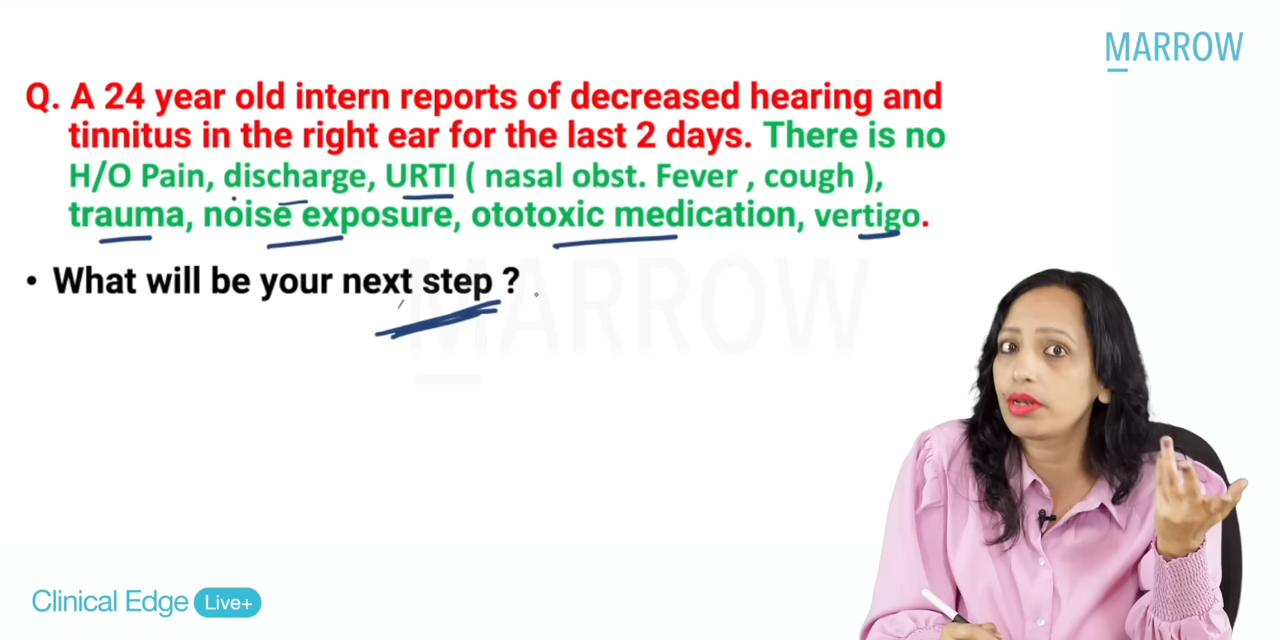 MARROW
Q. A 24 year old intern reports of decreased hearing and
tinnitus in the right ear for the last 2 days. There is no
H/O Pain, discharge, URTI ( nasal obst. Fever , cough ),
trauma, noise exposure, ototoxic medication, vertigo.
• What will be your next step ?
MARROW
Clinical Edge Live+